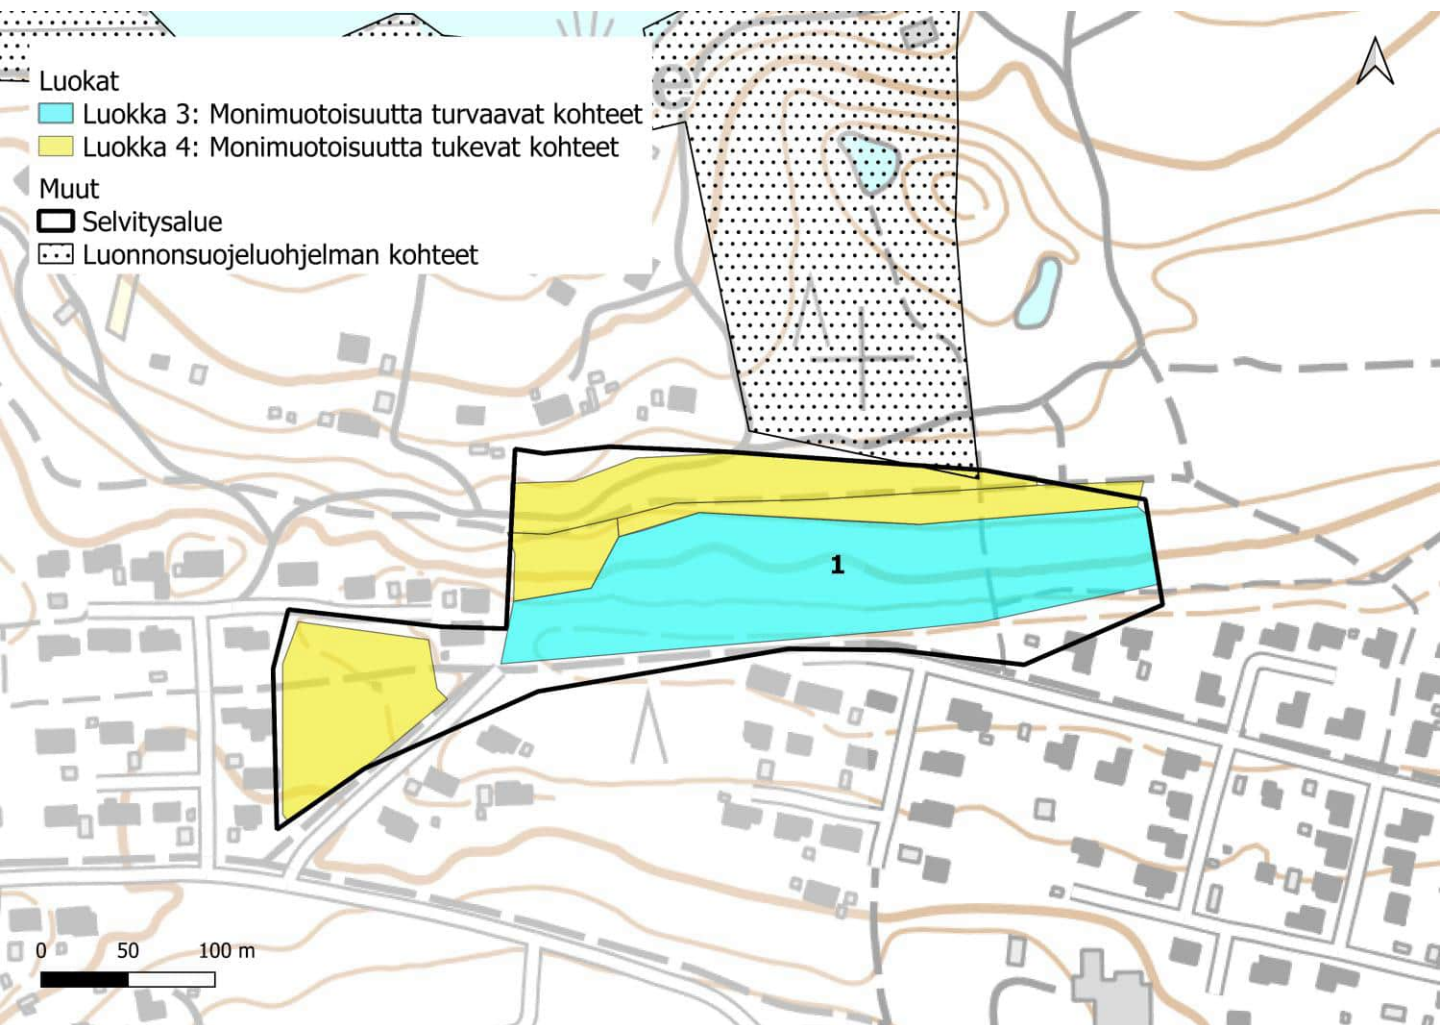 e
Luokat
Luokka 3: Monimuotoisuutta turvaavat kohteet
Luokka 4: Monimuotoisuutta tukevat kohteet
Muut
Selvitysalue
Luonnonsuojeluohjelman kohteet
1
0 50 100 m